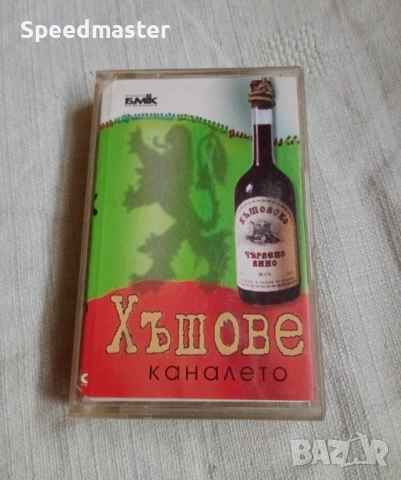 Speedmaster
БМК
ХЪШОВСКО
ЧЕРВЕНО
ВИНО
Хъшове
каналето
BAZAR